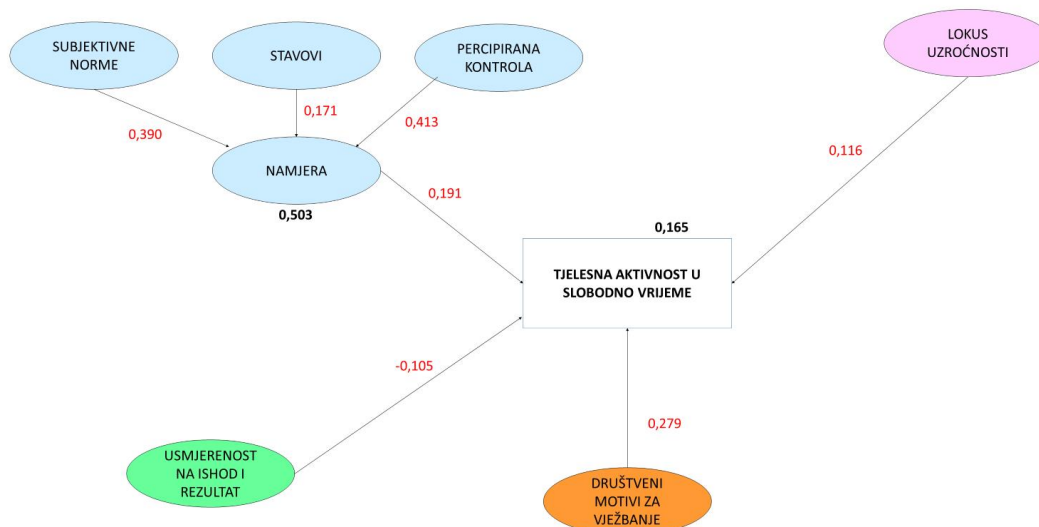 SUBJEKTIVNE
NORME
STAVOVI
PERCIPIRANA
KONTROLA
LOKUS
UZROĆNOSTI
0,390
0,171
0,413
0,116
NAMJERA
0,503
0,191
0,165
TJELESNA AKTIVNOST U
SLOBODNO VRIJEME
-0,105
0,279
USMJERENOST
NA ISHOD I
REZULTAT
DRUŠTVENI
MOTIVI ZA
VJEŽBANJE